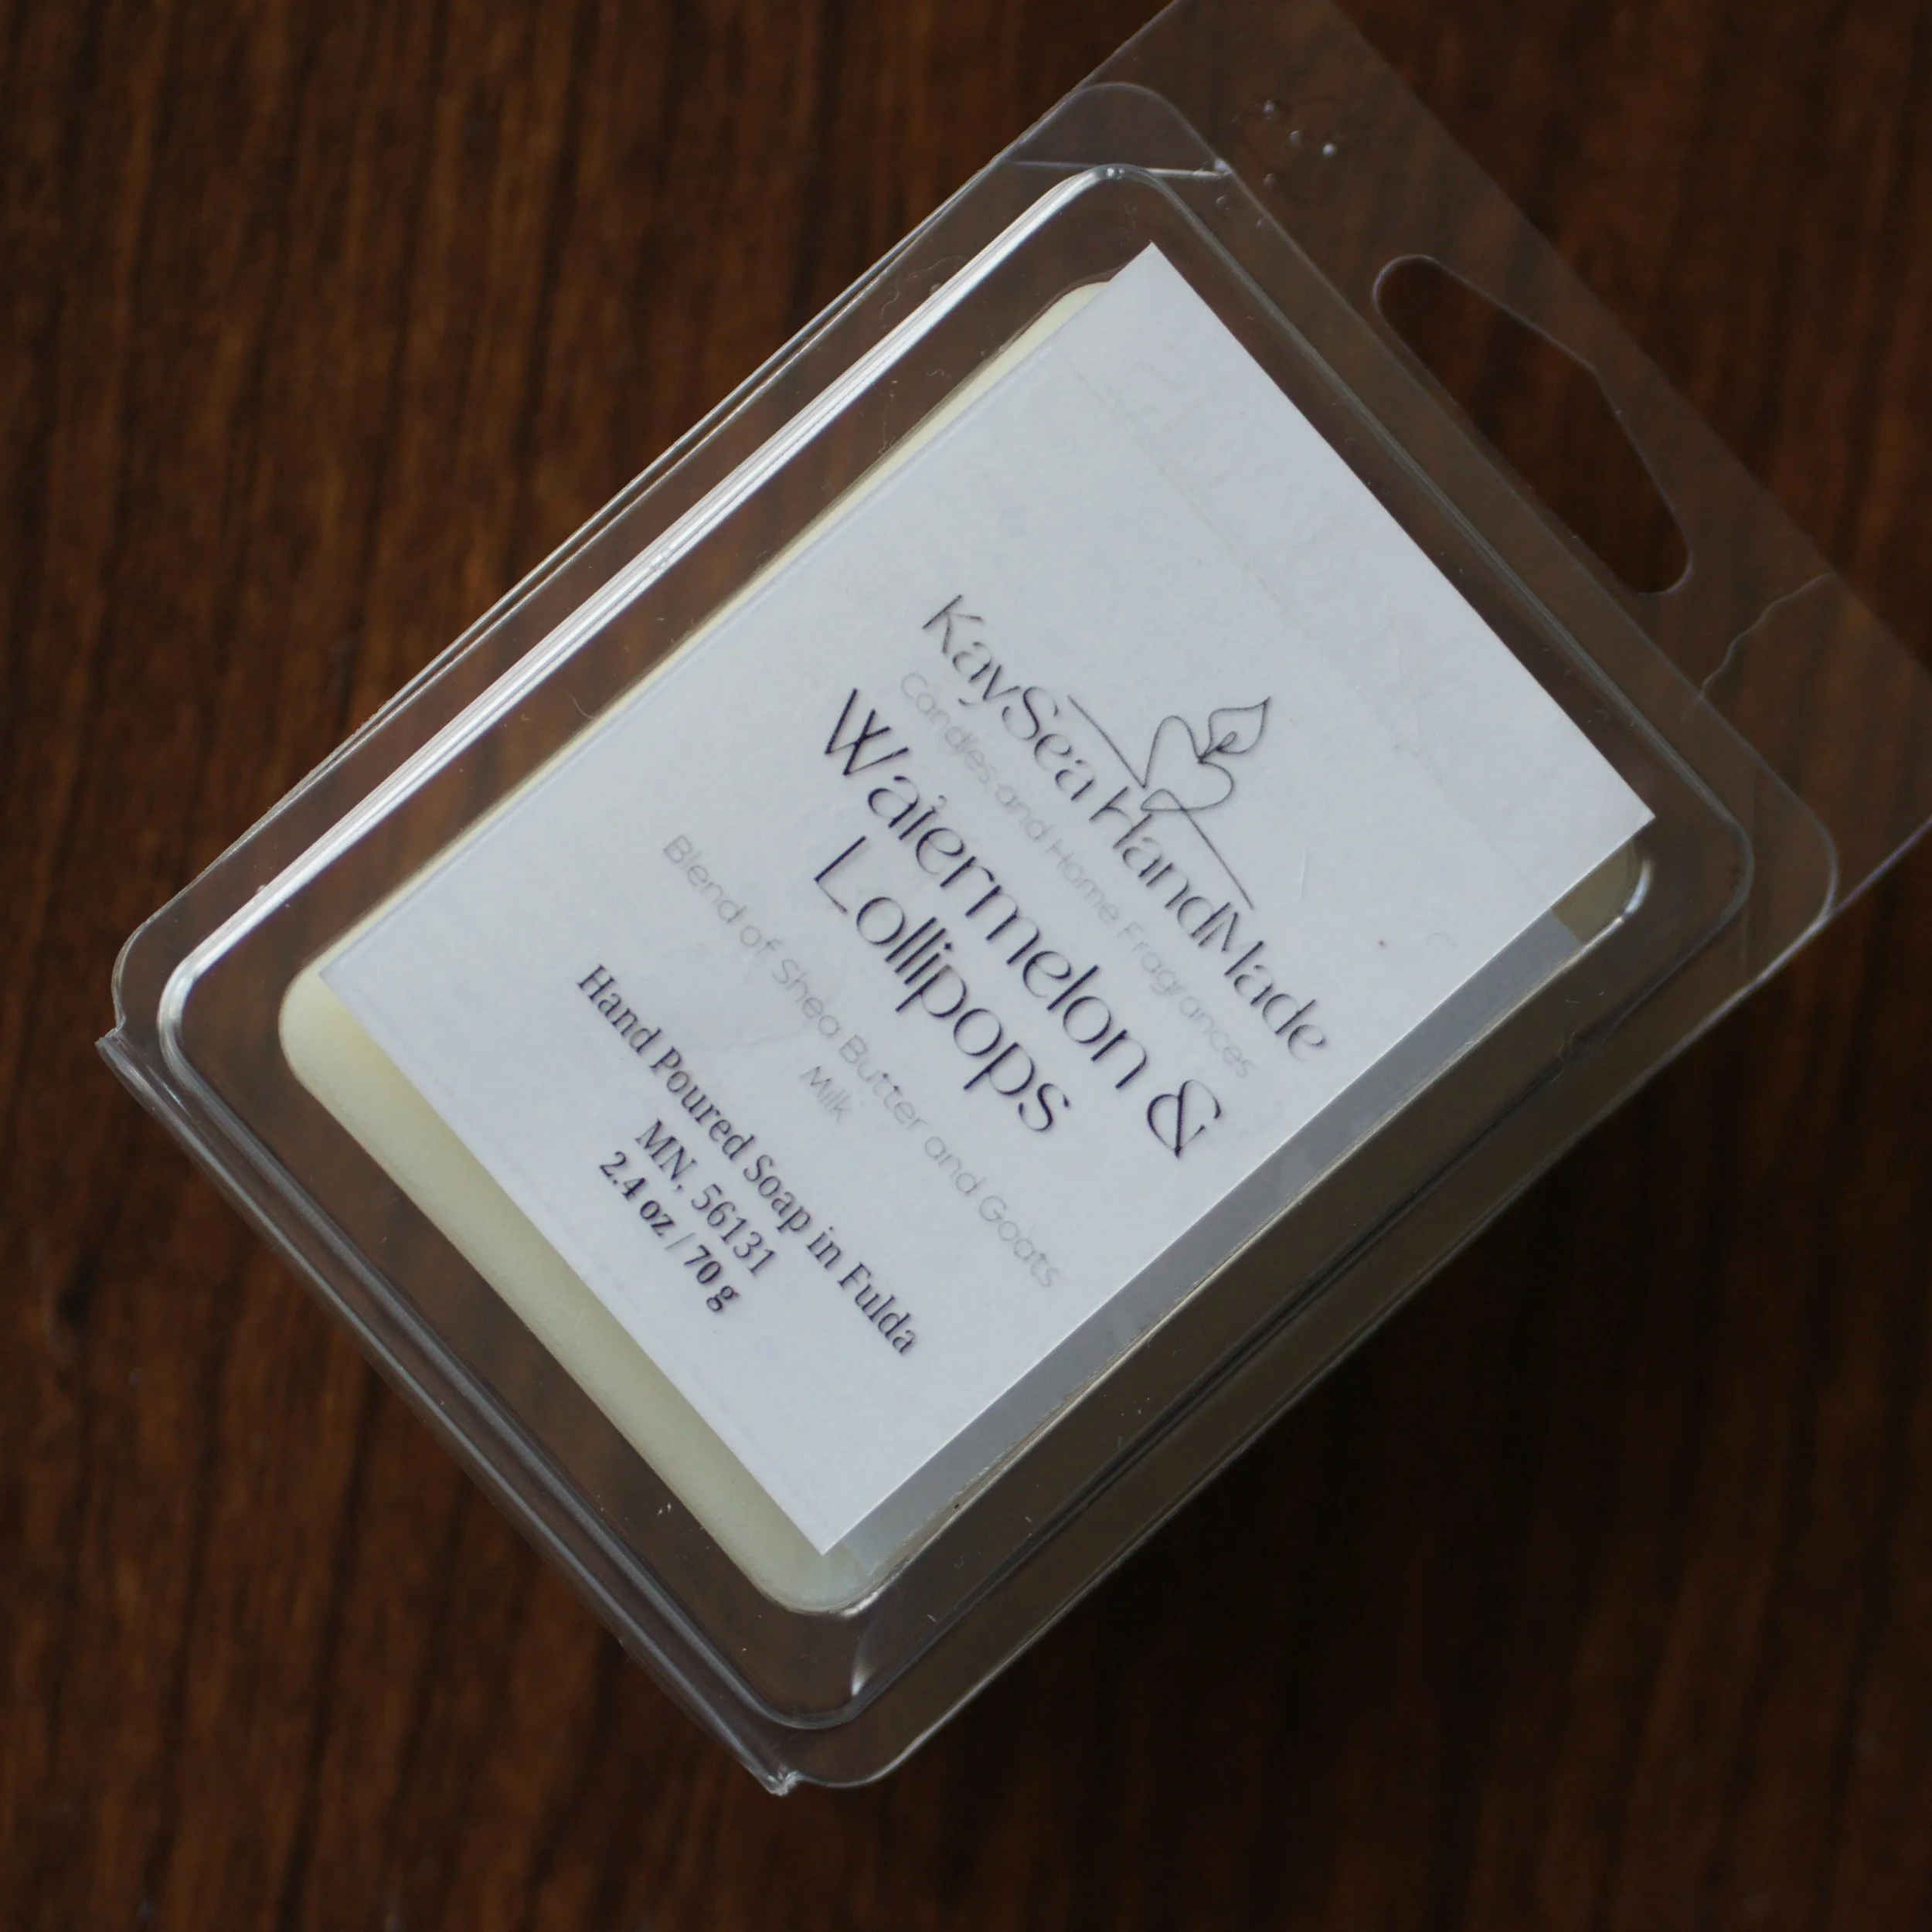 KaySea HandMade
Candles and Home Fragrances
Watermelon &
Lollipops
Blend of Shea Butter and Goats
Milk
Hand Poured Soap in Fulda
MN, 56131
2.4 oz / 70 g